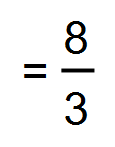 = 8/3